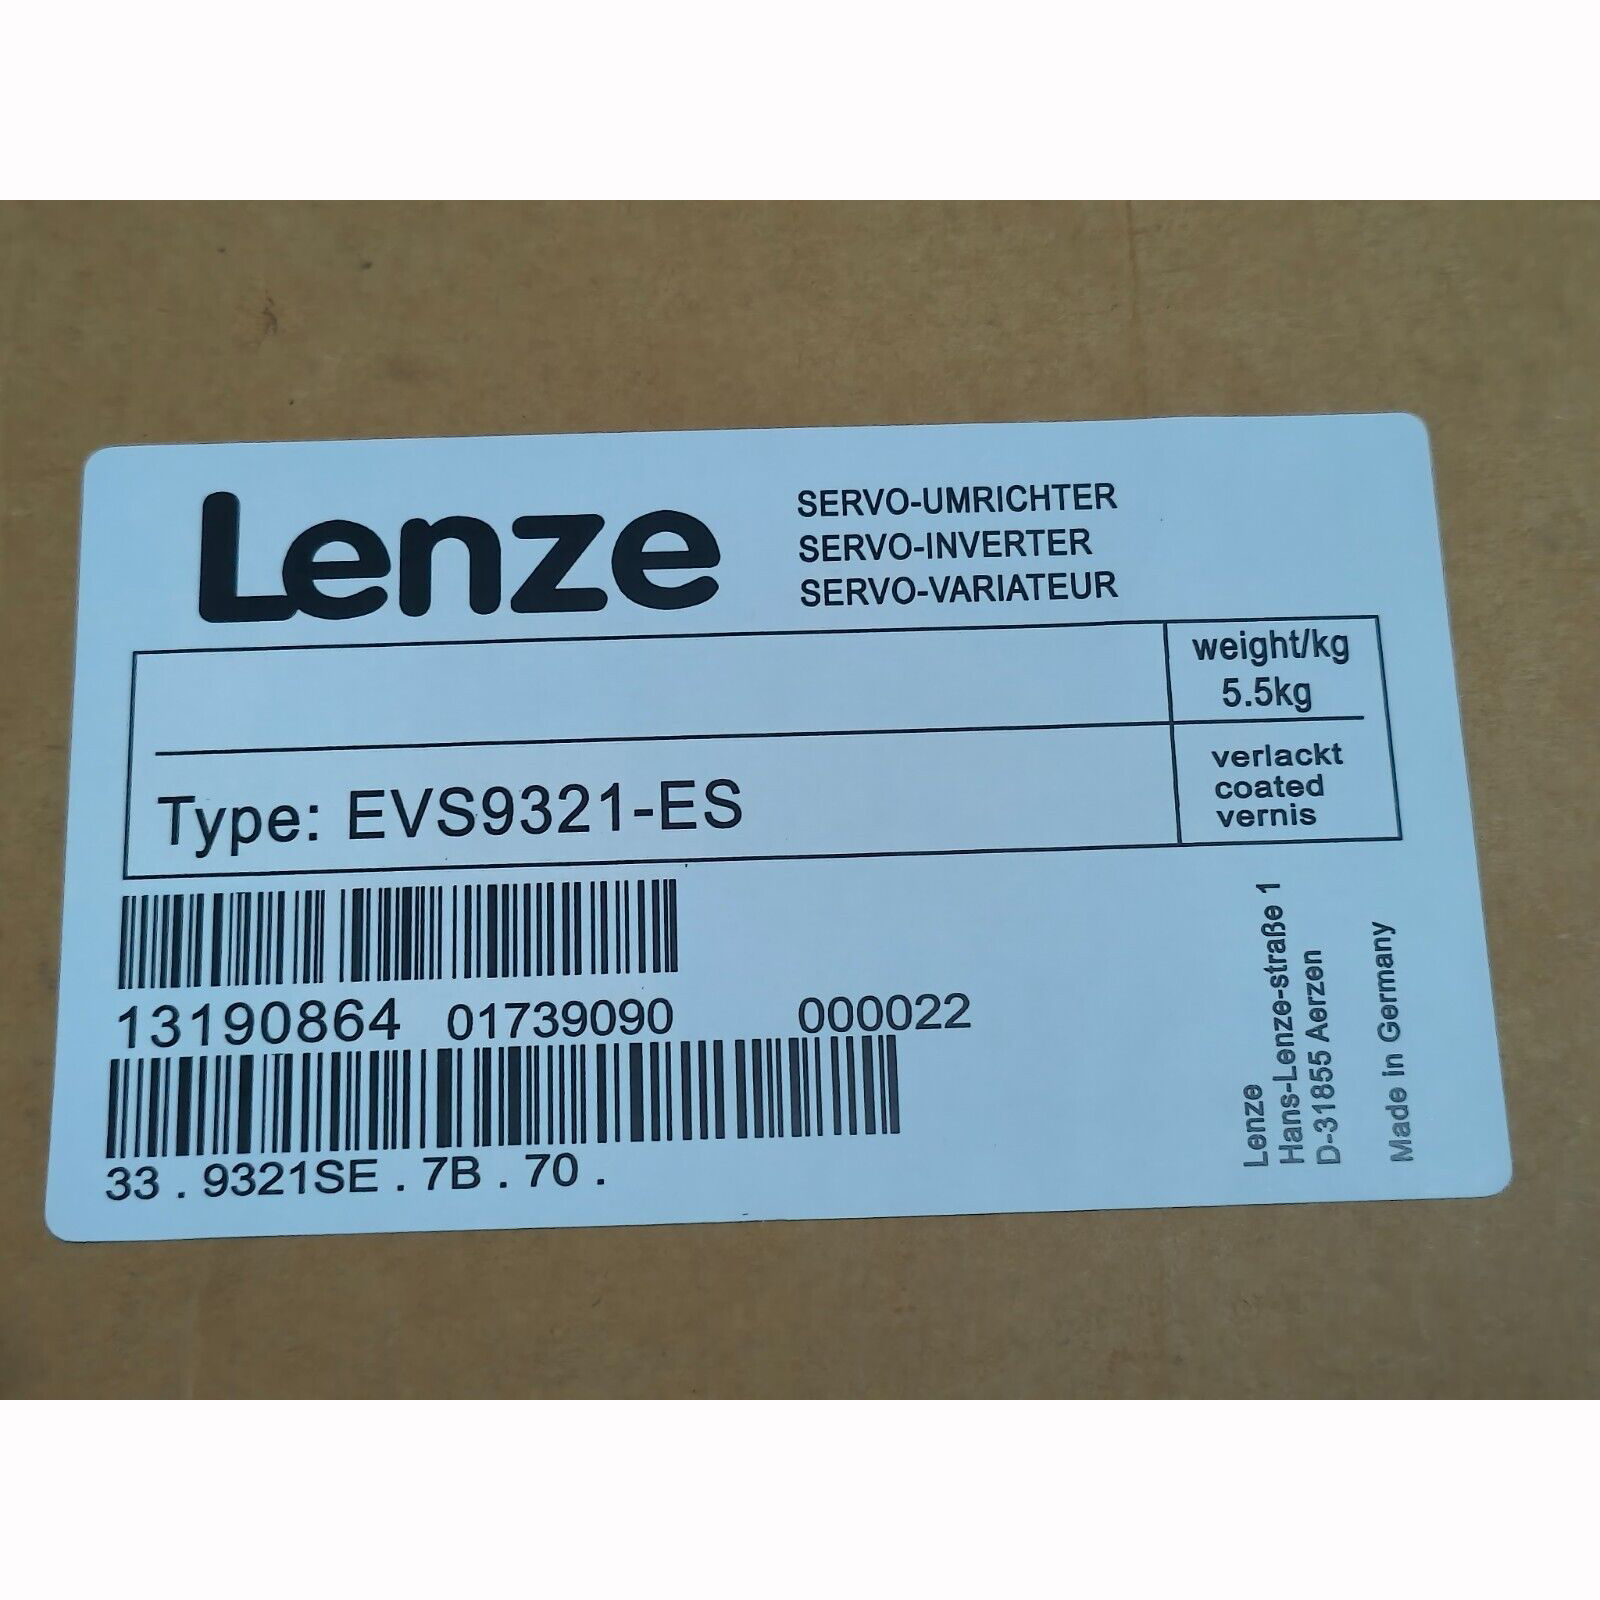 Lenze
SERVO-UMRICHTER
SERVO-INVERTER
SERVO-VARIATEUR
weight/kg
5.5kg
Type: EVS9321-ES
verlackt
coated
vernis
13190864 01739090 000022
33 . 9321SE . 7B . 70 .
Lenze
Hans-Lenze-straße 1
D-31855 Aerzen
Made in Germany